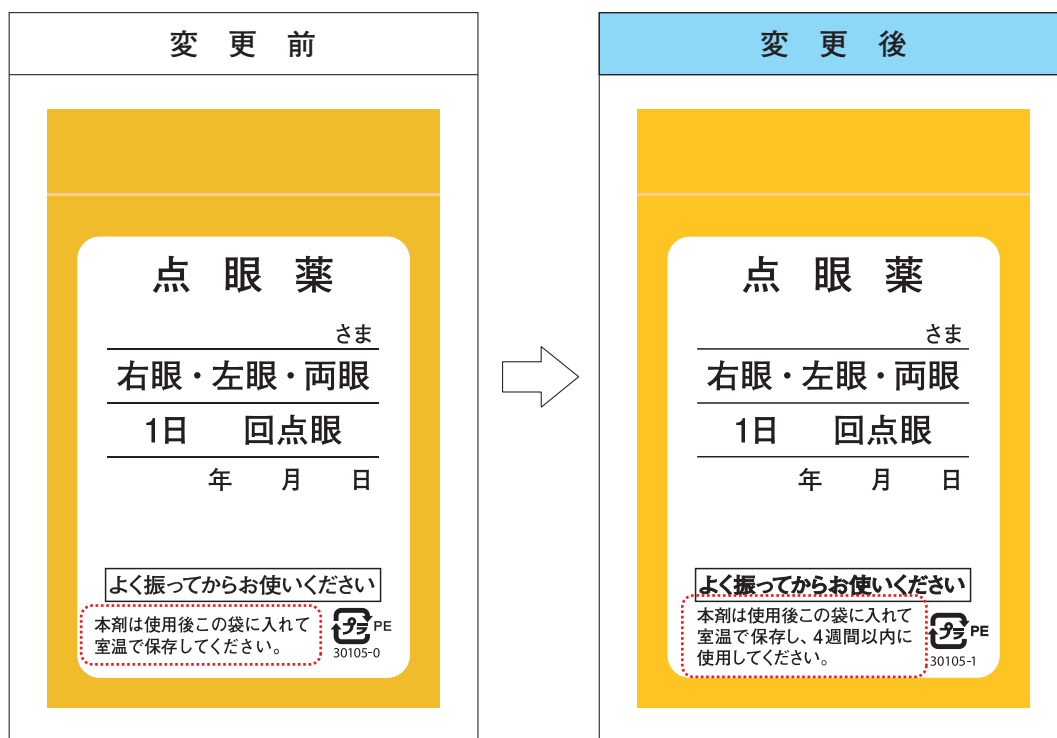 変更前
点眼薬
さま
右眼・左眼・両眼
1日 回点眼
年 月 日
よく振ってからお使いください
本剤は使用後この袋に入れて
室温で保存してください。
プラ PE
30105-0
変更後
点眼薬
さま
右眼・左眼・両眼
1日 回点眼
年 月 日
よく振ってからお使いください
本剤は使用後この袋に入れて
室温で保存し、4週間以内に
使用してください。
プラ PE
30105-1